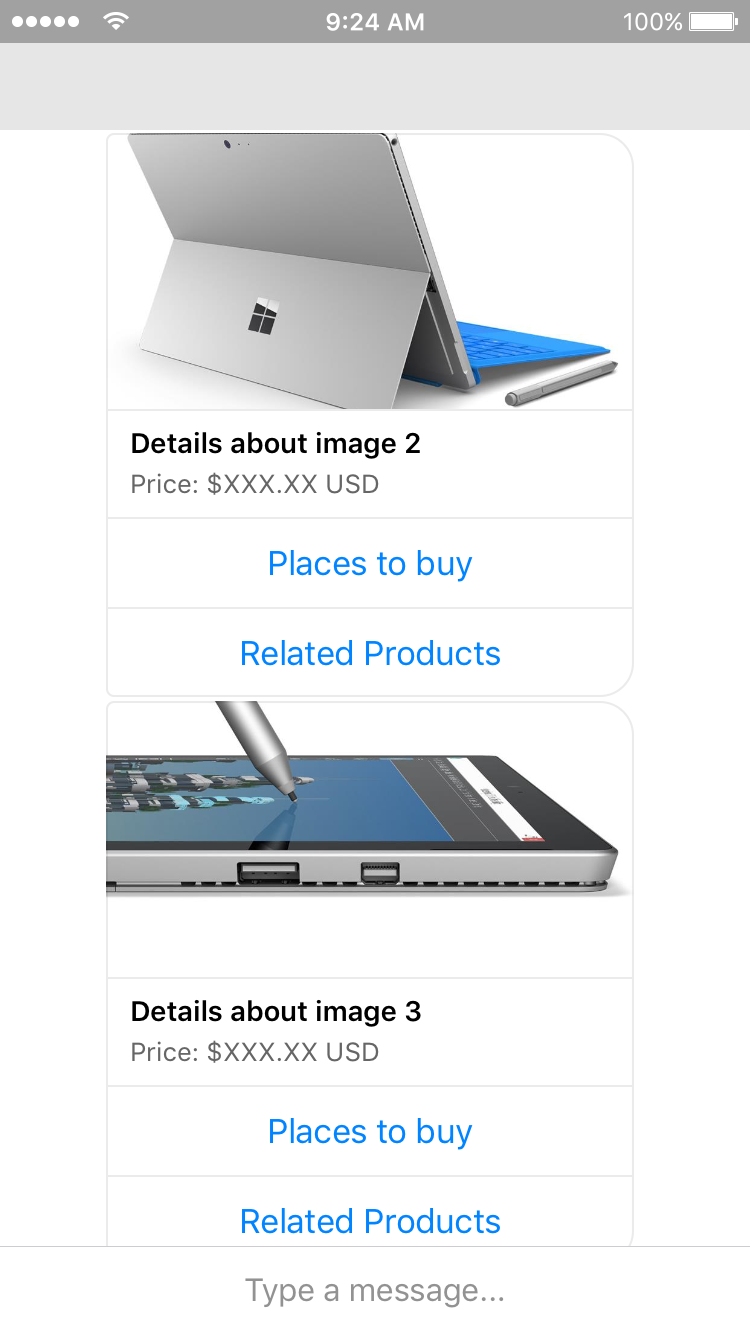 9:24 AM
100%
Details about image 2
Price: $XXX.XX USD
Places to buy
Related Products
Details about image 3
Price: $XXX.XX USD
Places to buy
Related Products
Type a message...